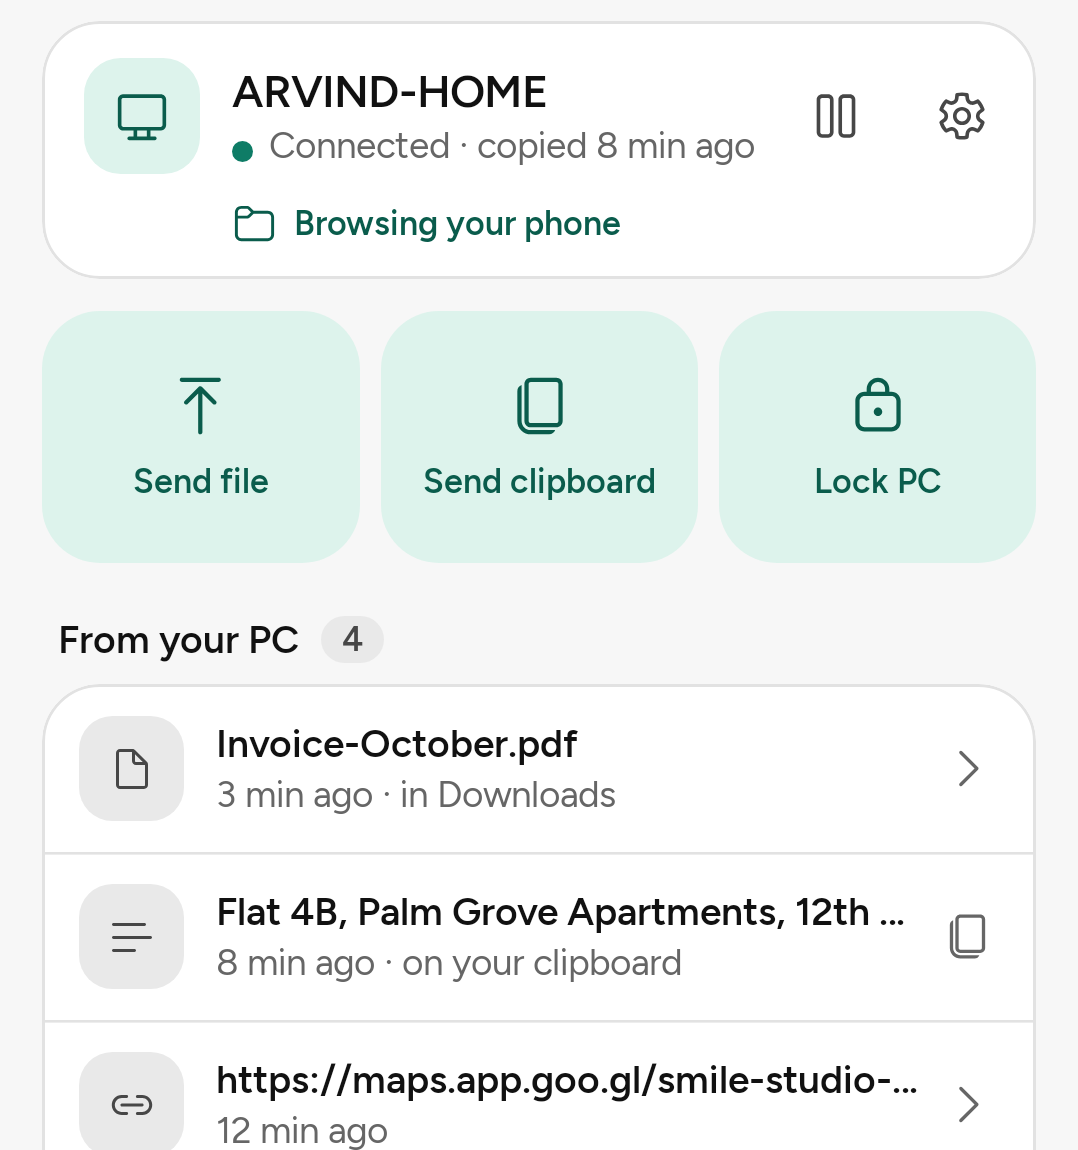 ARVIND-HOME
Connected · copied 8 min ago
Browsing your phone
Send file
Send clipboard
Lock PC
From your PC 4
Invoice-October.pdf
3 min ago · in Downloads
Flat 4B, Palm Grove Apartments, 12th ...
8 min ago · on your clipboard
https://maps.app.goo.gl/smile-studio-...
12 min ago